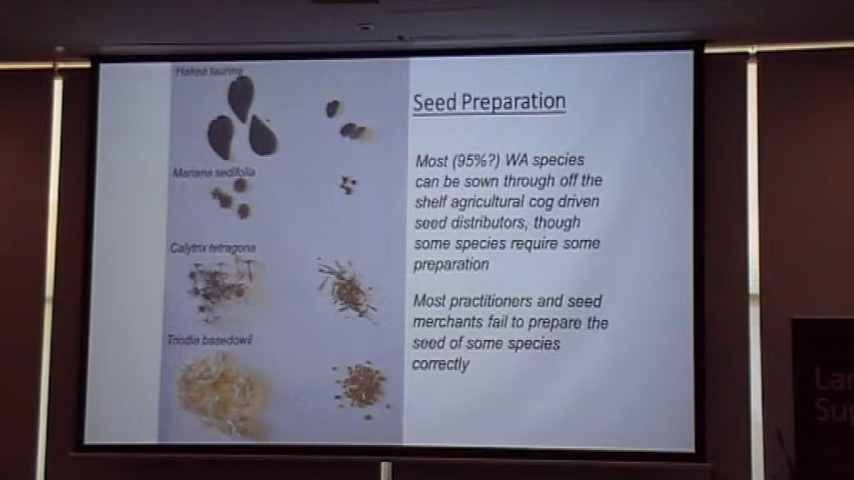 Hakea laurina
Mariana sedifolia
Calytrix tetragona
Triodia basedowii
Seed Preparation
Most (95%?) WA species
can be sown through off the
shelf agricultural cog driven
seed distributors, though
some species require some
preparation
Most practitioners and seed
merchants fail to prepare the
seed of some species
correctly